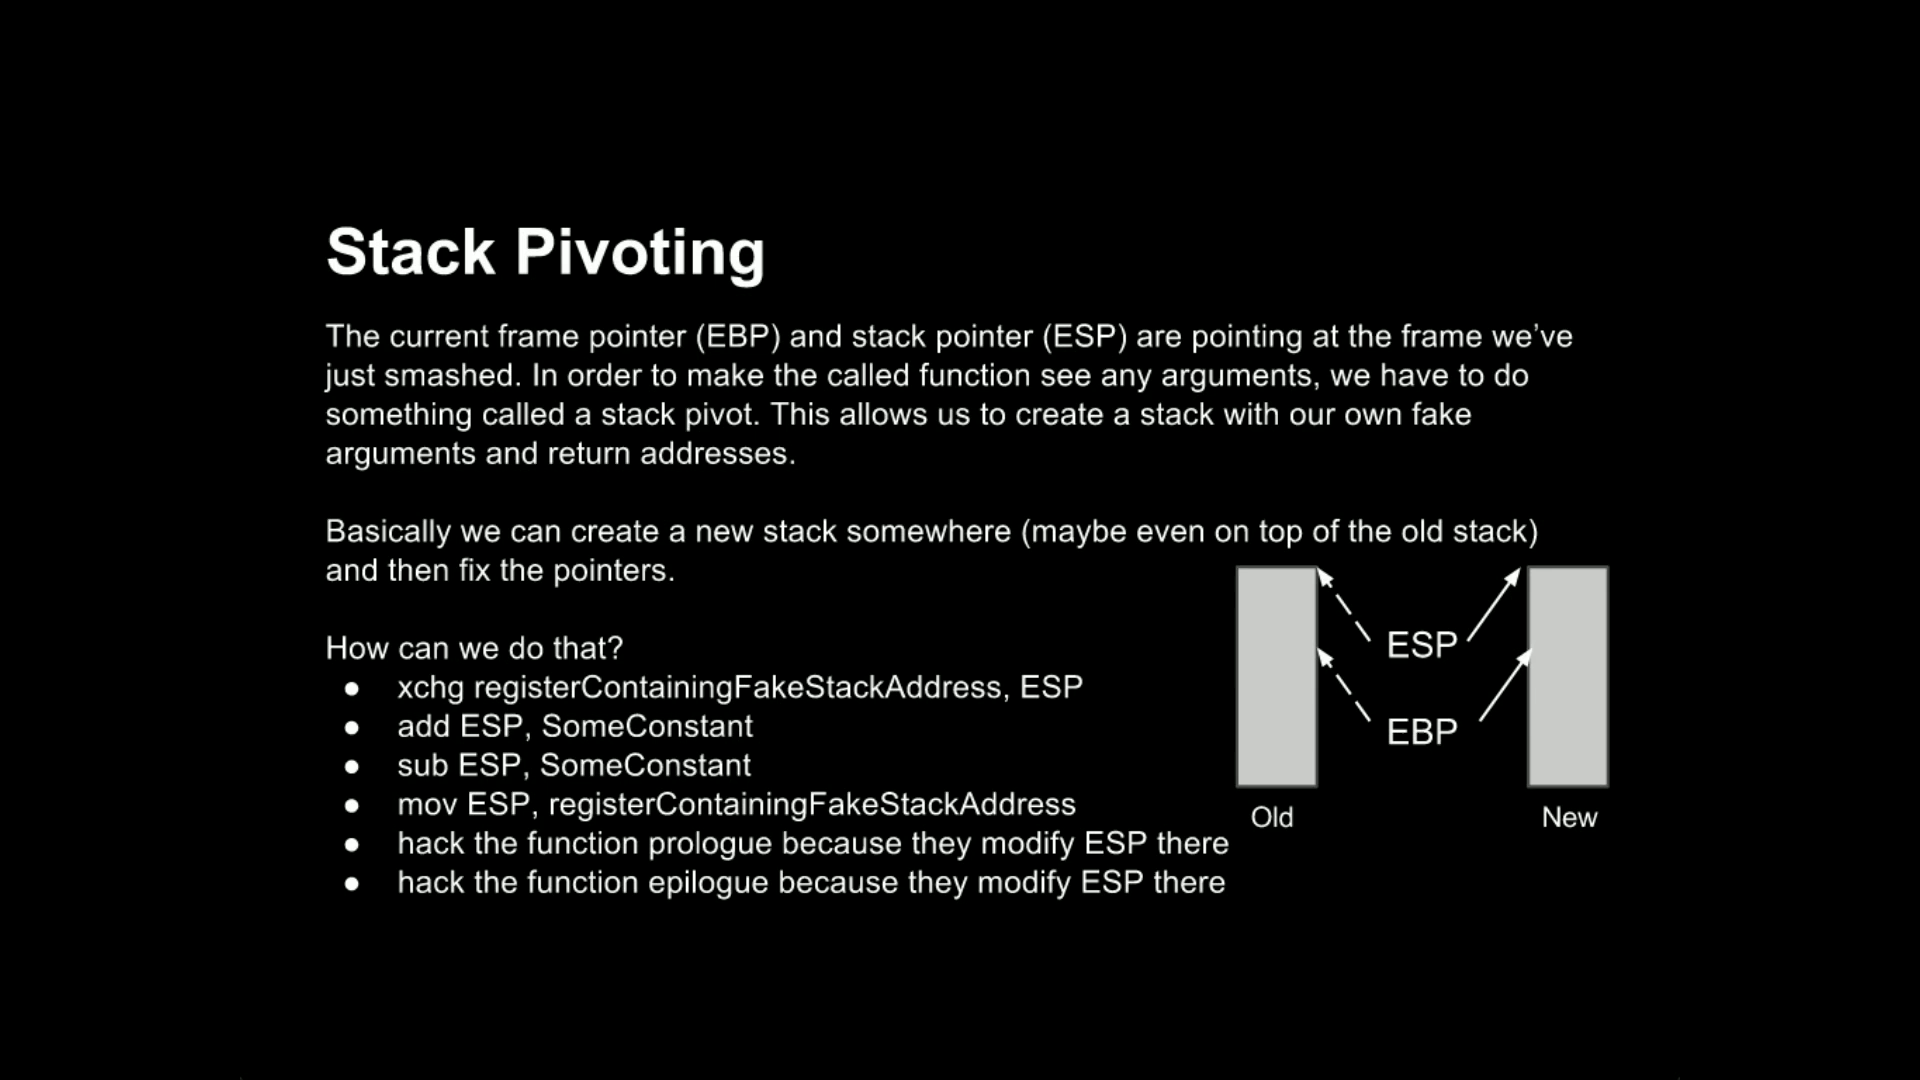 Stack Pivoting
The current frame pointer (EBP) and stack pointer (ESP) are pointing at the frame we’ve
just smashed. In order to make the called function see any arguments, we have to do
something called a stack pivot. This allows us to create a stack with our own fake
arguments and return addresses.
Basically we can create a new stack somewhere (maybe even on top of the old stack)
and then fix the pointers.
How can we do that?
● xchg registerContainingFakeStackAddress, ESP
● add ESP, SomeConstant
● sub ESP, SomeConstant
● mov ESP, registerContainingFakeStackAddress
● hack the function prologue because they modify ESP there
● hack the function epilogue because they modify ESP there
ESP
EBP
Old
New